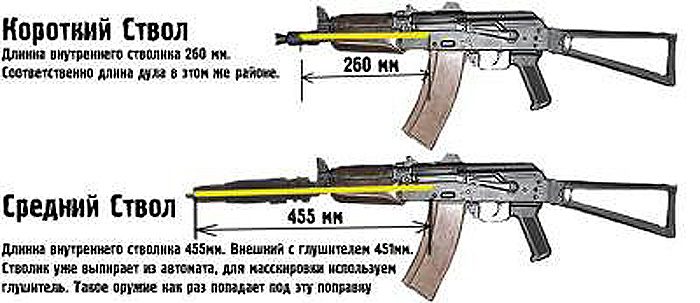 Короткий Ствол
Длинна внутреннего стволика 260 мм.
Соответственно длина дула в этом же районе.
260 мм
Средний Ствол
455 мм
Длинна внутреннего стволика 455мм. Внешний с глушителем 451мм.
Стволик уже выпирает из автомата, для масскировки используем
глушитель. Такое оружие как раз попадает под эту поправку